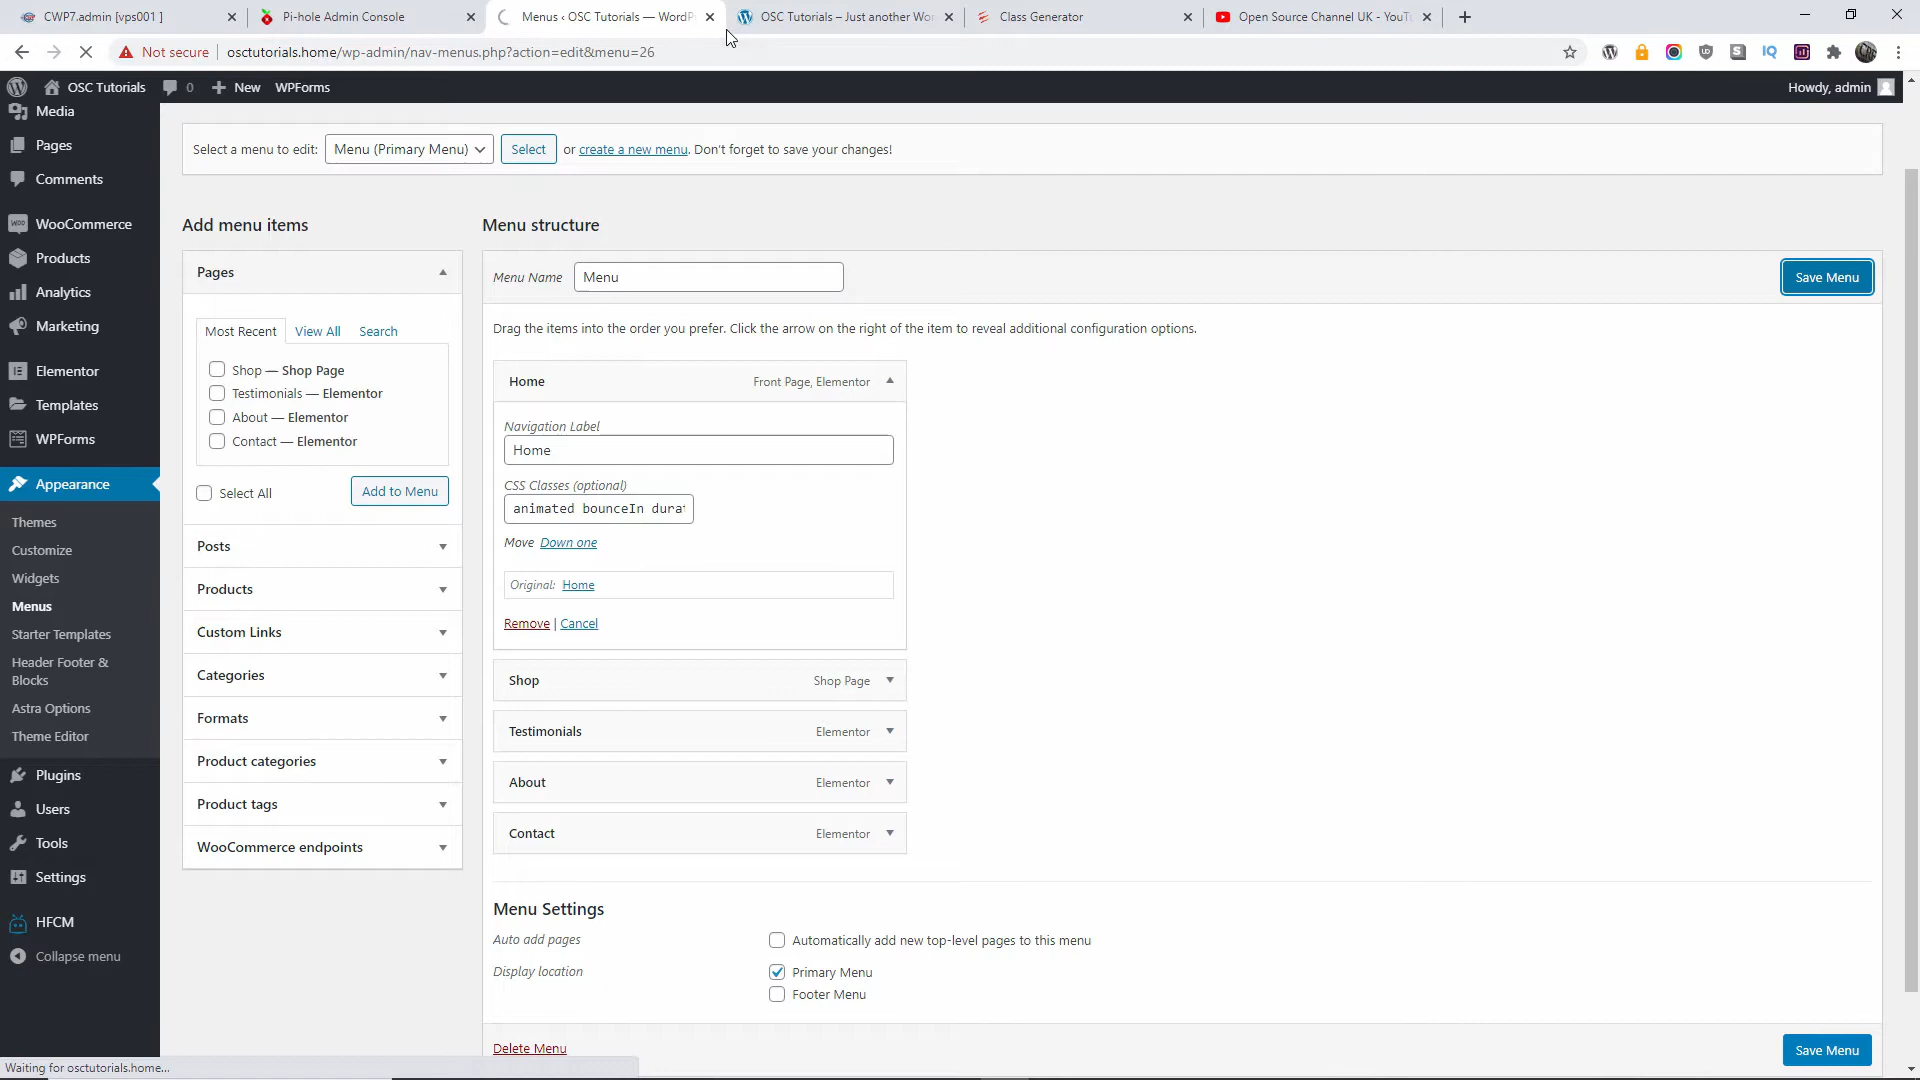 CWP7.admin [vps001 ]
Pi-hole Admin Console
Menus ‹ OSC Tutorials — WordP
OSC Tutorials – Just another Wor
Class Generator
Open Source Channel UK - YouT
Not secure
osctutorials.home/wp-admin/nav-menus.php?action=edit&menu=26
OSC Tutorials
0
New
WPForms
Howdy, admin
Media
Pages
Comments
WooCommerce
Products
Analytics
Marketing
Elementor
Templates
WPForms
Appearance
Themes
Customize
Widgets
Menus
Starter Templates
Header Footer &
Blocks
Astra Options
Theme Editor
Plugins
Users
Tools
Settings
HFCM
Collapse menu
Select a menu to edit:
Menu (Primary Menu)
Select
or create a new menu. Don’t forget to save your changes!
Add menu items
Pages
Most Recent
View All
Search
Shop — Shop Page
Testimonials — Elementor
About — Elementor
Contact — Elementor
Select All
Add to Menu
Posts
Products
Custom Links
Categories
Formats
Product categories
Product tags
WooCommerce endpoints
Menu structure
Menu Name
Menu
Save Menu
Drag the items into the order you prefer. Click the arrow on the right of the item to reveal additional configuration options.
Home
Front Page, Elementor
Navigation Label
Home
CSS Classes (optional)
animated bounceIn
Move Down one
Original: Home
Remove | Cancel
Shop
Shop Page
Testimonials
Elementor
About
Elementor
Contact
Elementor
Menu Settings
Auto add pages
Automatically add new top-level pages to this menu
Display location
Primary Menu
Footer Menu
Delete Menu
Save Menu
Waiting for osctutorials.home...